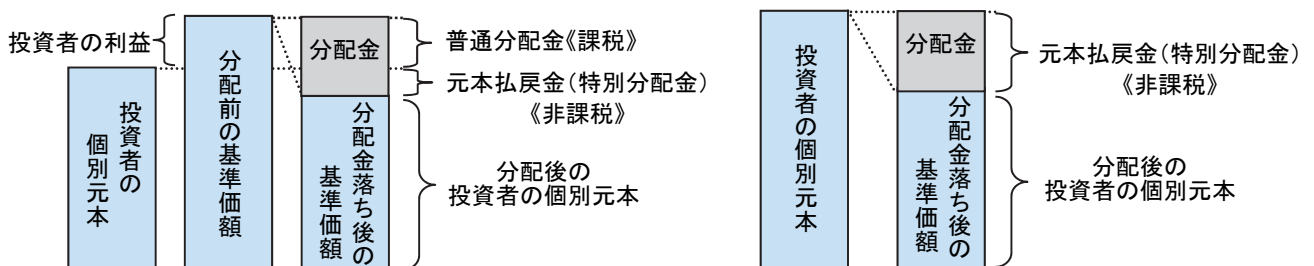 投資者の利益
投資者の
個別元本
分配前の基準価額
分配金
分配金落ち後の
基準価額
普通分配金《課税》
元本払戻金（特別分配金）
《非課税》
分配後の
投資者の個別元本
投資者の個別元本
分配金
分配金落ち後の
基準価額
元本払戻金（特別分配金）
《非課税》
分配後の
投資者の個別元本